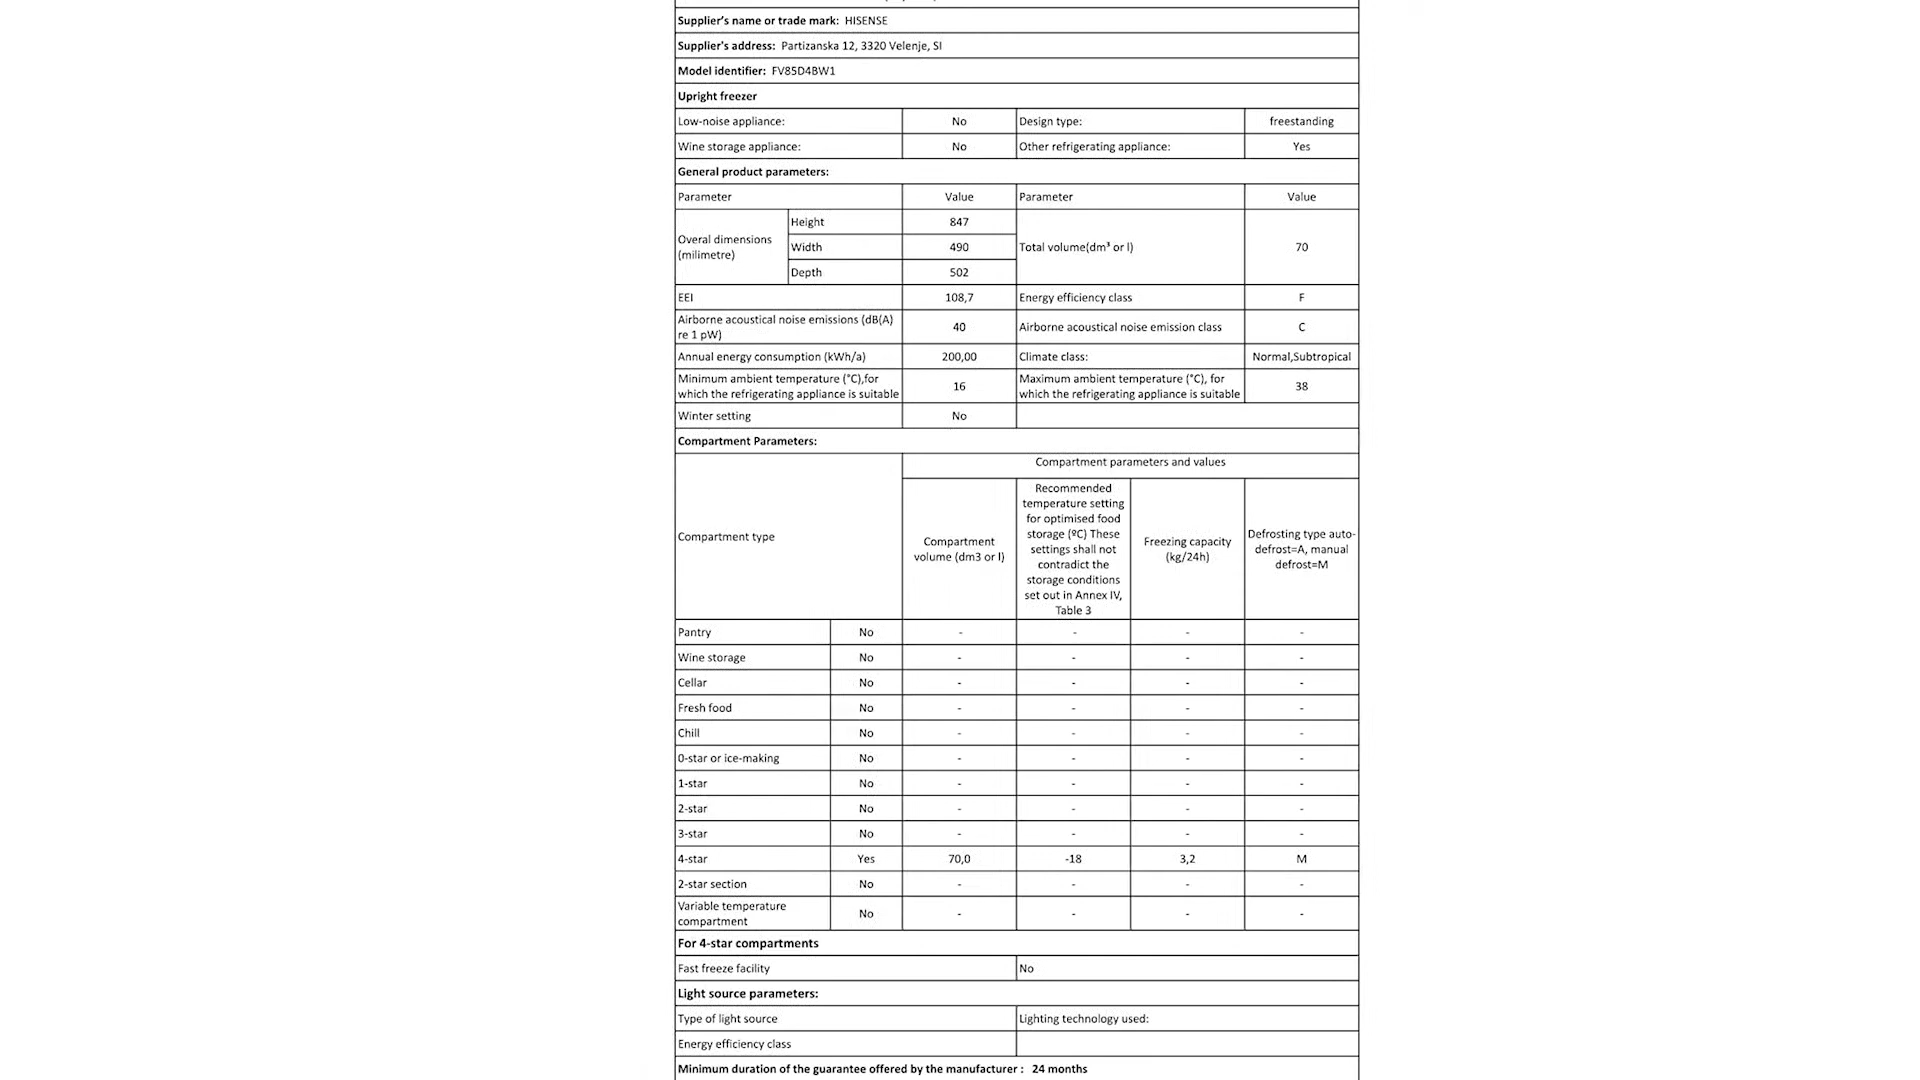 Supplier’s name or trade mark: HISENSE
Supplier's address: Partizanska 12, 3320 Velenje, SI
Model identifier: FV85D4BW1
Upright freezer
Low-noise appliance: No Design type: freestanding
Wine storage appliance: No Other refrigerating appliance: Yes
General product parameters:
Parameter Value Parameter Value
Overal dimensions (milimetre) Height 847 Total volume(dm³ or l) 70
Width 490
Depth 502
EEI 108,7 Energy efficiency class F
Airborne acoustical noise emissions (dB(A) re 1 pW) 40 Airborne acoustical noise emission class C
Annual energy consumption (kWh/a) 200,00 Climate class: Normal,Subtropical
Minimum ambient temperature (°C),for which the refrigerating appliance is suitable 16 Maximum ambient temperature (°C), for which the refrigerating appliance is suitable 38
Winter setting No
Compartment Parameters:
Compartment type
Compartment parameters and values
Compartment volume (dm3 or l)
Recommended temperature setting for optimised food storage (ºC) These settings shall not contradict the storage conditions set out in Annex IV, Table 3
Freezing capacity (kg/24h)
Defrosting type auto-defrost=A, manual defrost=M
Pantry No - - - -
Wine storage No - - - -
Cellar No - - - -
Fresh food No - - - -
Chill No - - - -
0-star or ice-making No - - - -
1-star No - - - -
2-star No - - - -
3-star No - - - -
4-star Yes 70,0 -18 3,2 M
2-star section No - - - -
Variable temperature compartment No - - - -
For 4-star compartments
Fast freeze facility No
Light source parameters:
Type of light source Lighting technology used:
Energy efficiency class
Minimum duration of the guarantee offered by the manufacturer : 24 months